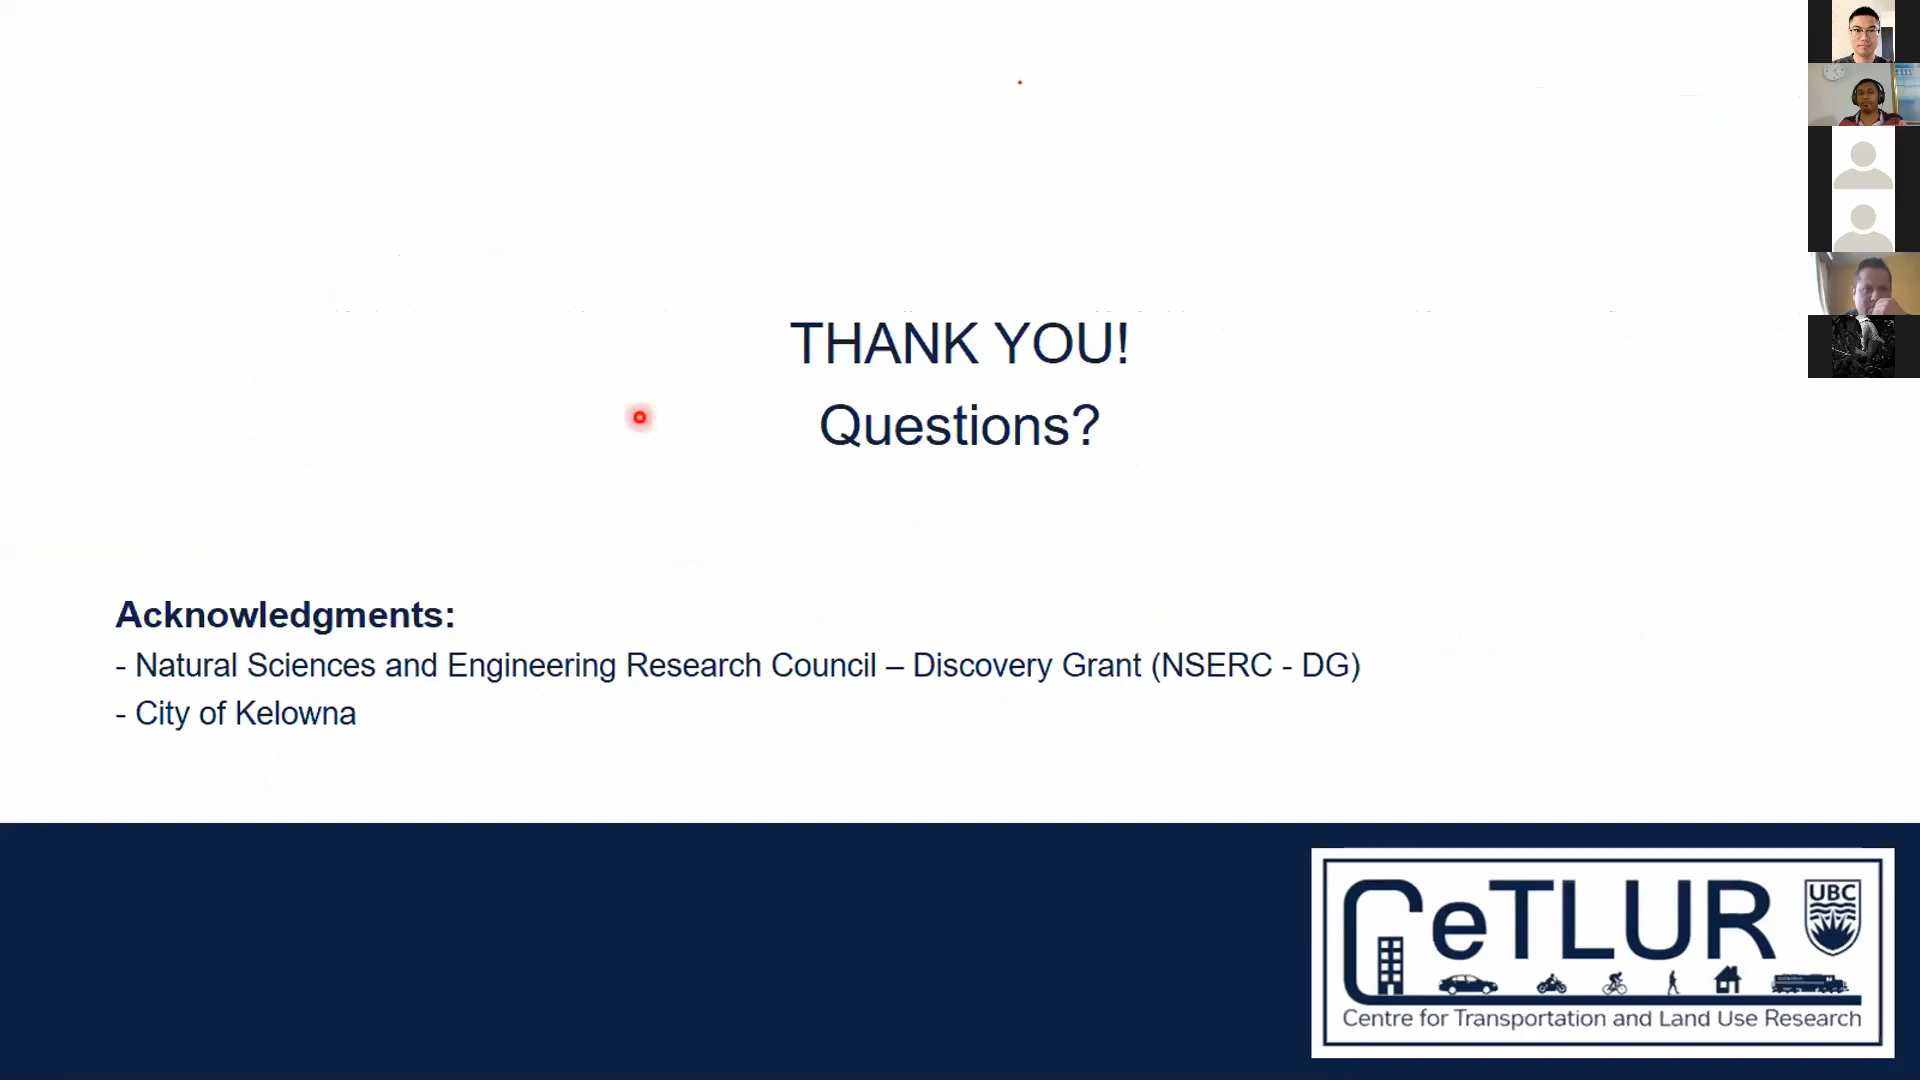 THANK YOU!
Questions?
Acknowledgments:
- Natural Sciences and Engineering Research Council – Discovery Grant (NSERC - DG)
- City of Kelowna
CeTLUR
UBC
Centre for Transportation and Land Use Research